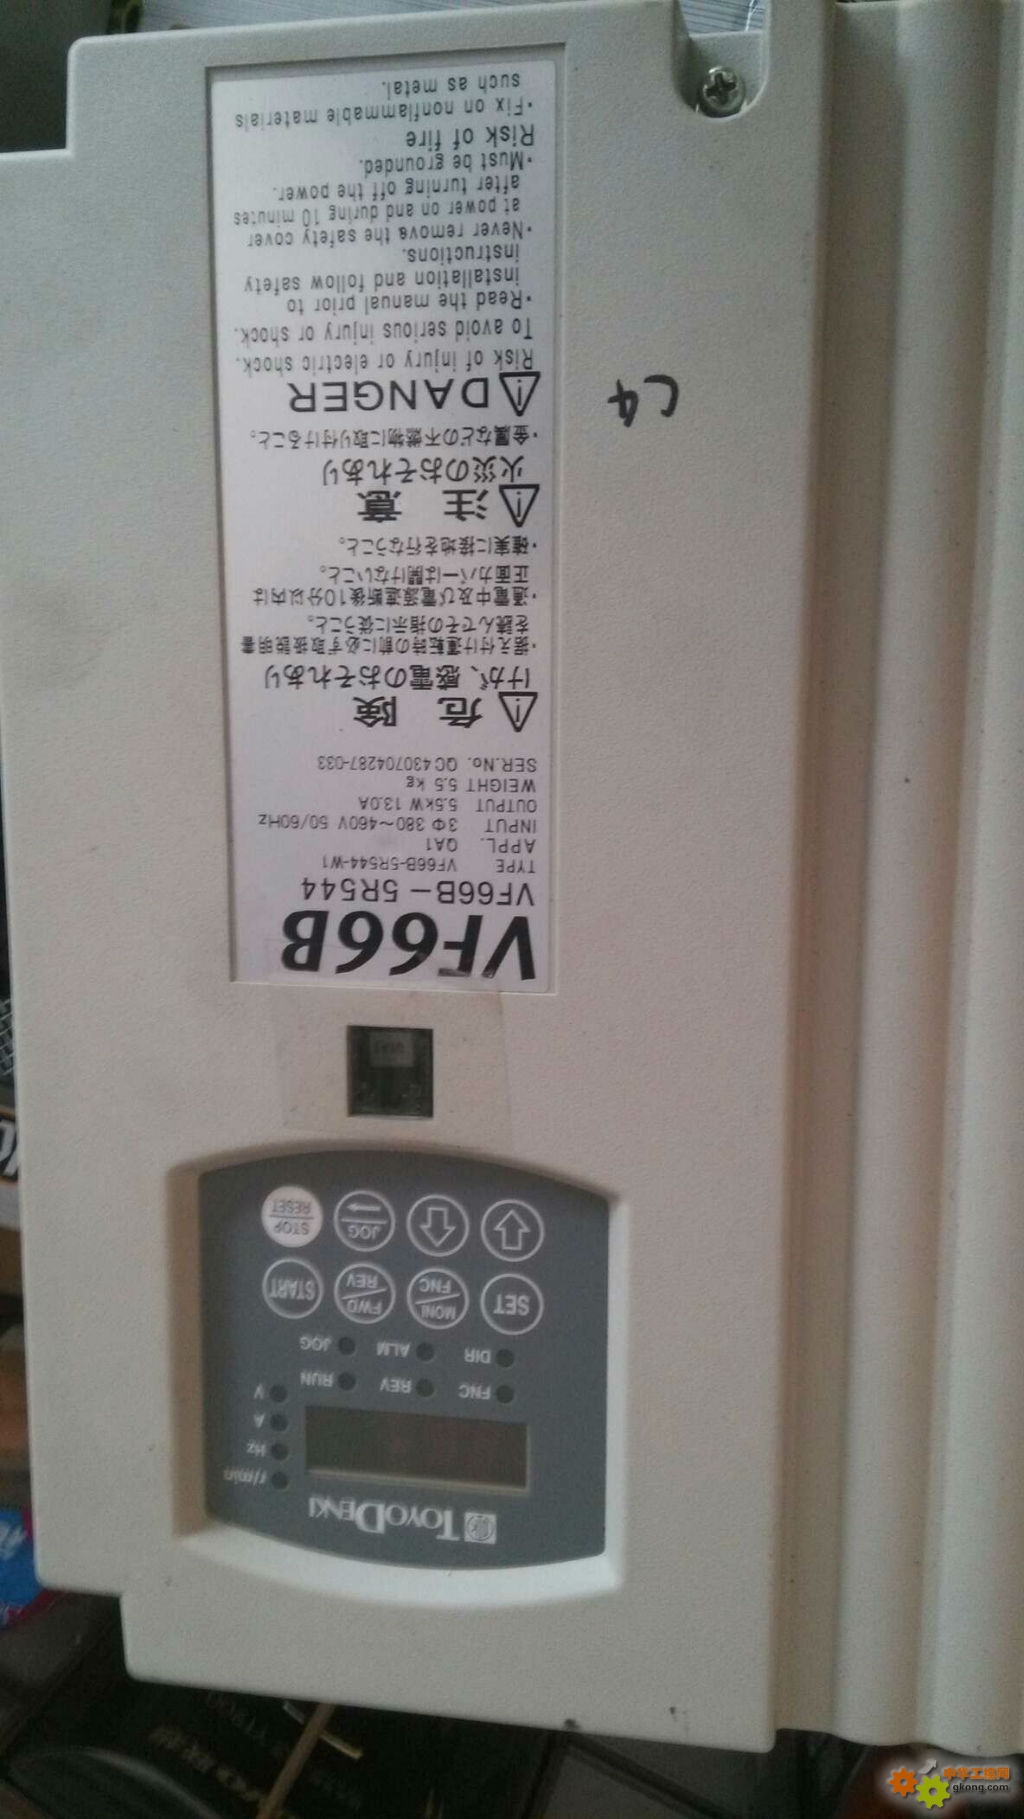 TOYODENKI
r/min
Hz
A
V
FNC
REV
RUN
DIR
ALM
JOG
SET
MONI
FNC
FWD
REV
START
JOG
STOP
RESET
VF66B
VF66B-5R544
TYPE VF66B-5R544-W1
APPL. QA1
INPUT 3Φ 380~460V 50/60Hz
OUTPUT 5.5kW 13.0A
WEIGHT 5.5 kg
SER.No. QC430704287-033
危 険
けが、感電のおそれあり
・据え付け運転時の前に必ず取扱説明書
を読んでその指示に従うこと。
・通電中及び電源遮断後10分以内は
正面カバーは開けないこと。
・確実に接地を行なうこと。
注 意
火災のおそれあり
・金属などの不燃物に取り付けること。
DANGER
Risk of injury or electric shock.
To avoid serious injury or shock.
・Read the manual prior to
installation and follow safety
instructions.
・Never remove the safety cover
at power on and during 10 minutes
after turning off the power.
・Must be grounded.
Risk of fire
・Fix on nonflammable materials
such as metal.
C4
中华工控网
gkong.com